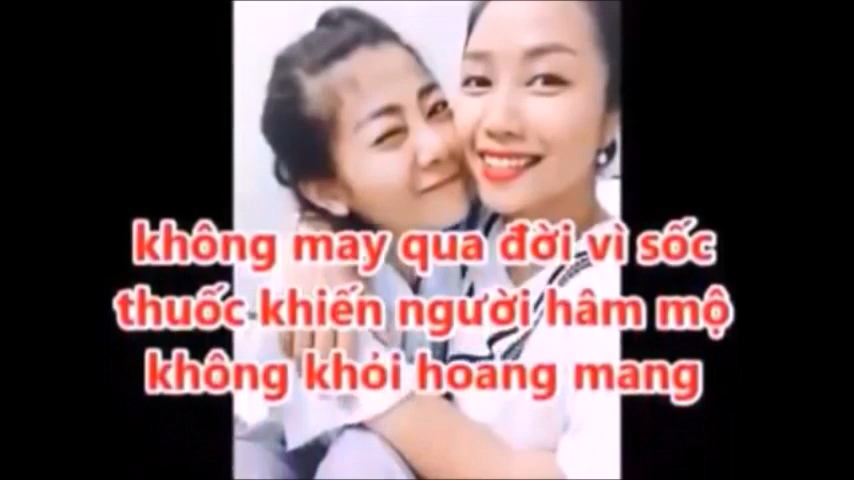 không may qua đời vì sốc
thuốc khiến người hâm mộ
không khỏi hoang mang